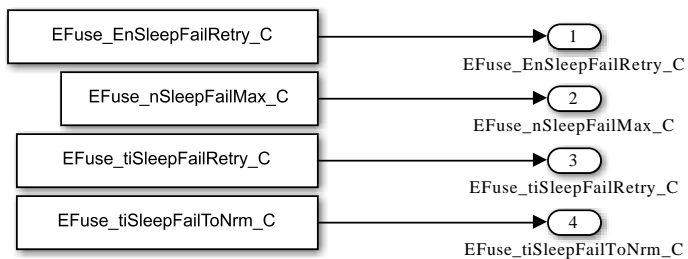 EFuse_EnSleepFailRetry_C
1
EFuse_EnSleepFailRetry_C
EFuse_nSleepFailMax_C
2
EFuse_nSleepFailMax_C
EFuse_tiSleepFailRetry_C
3
EFuse_tiSleepFailRetry_C
EFuse_tiSleepFailToNrm_C
4
EFuse_tiSleepFailToNrm_C